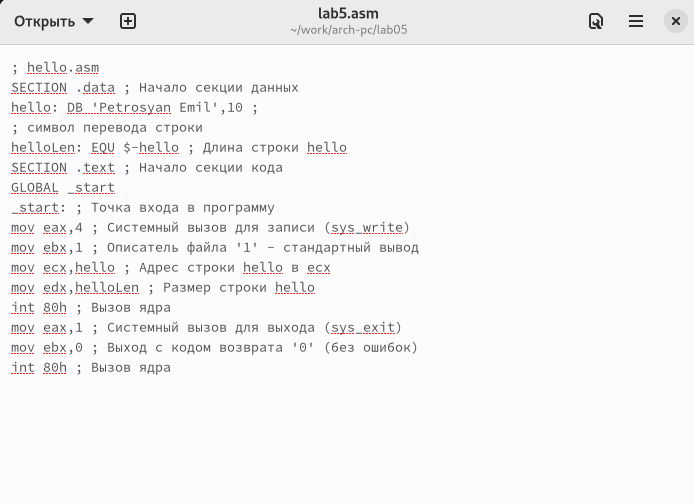 Открыть
lab5.asm
~/work/arch-pc/lab05
; hello.asm
SECTION .data ; Начало секции данных
hello: DB 'Petrosyan Emil',10 ;
; символ перевода строки
helloLen: EQU $-hello ; Длина строки hello
SECTION .text ; Начало секции кода
GLOBAL _start
_start: ; Точка входа в программу
mov eax,4 ; Системный вызов для записи (sys_write)
mov ebx,1 ; Описатель файла '1' - стандартный вывод
mov ecx,hello ; Адрес строки hello в ecx
mov edx,helloLen ; Размер строки hello
int 80h ; Вызов ядра
mov eax,1 ; Системный вызов для выхода (sys_exit)
mov ebx,0 ; Выход с кодом возврата '0' (без ошибок)
int 80h ; Вызов ядра